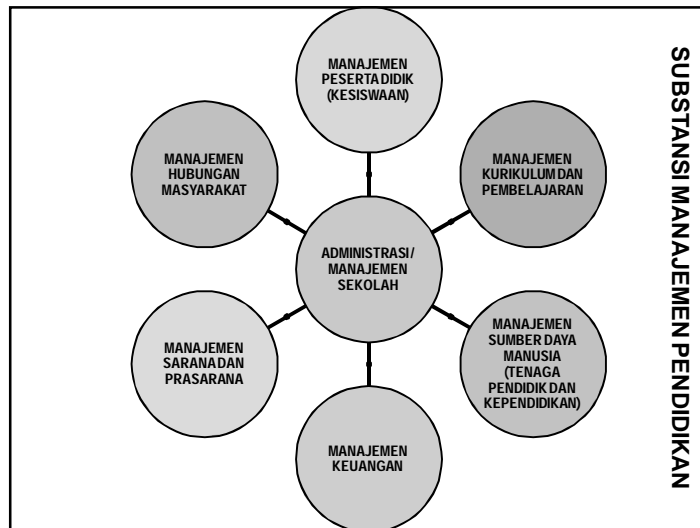 MANAJEMEN
PESERTA DIDIK
(KESISWAAN)
MANAJEMEN
HUBUNGAN
MASYARAKAT
MANAJEMEN
KURIKULUM DAN
PEMBELAJARAN
ADMINISTRASI/
MANAJEMEN
SEKOLAH
MANAJEMEN
SARANA DAN
PRASARANA
MANAJEMEN
SUMBER DAYA
MANUSIA
(TENAGA
PENDIDIK DAN
KEPENDIDIKAN)
MANAJEMEN
KEUANGAN
SUBSTANSI MANAJEMEN PENDIDIKAN